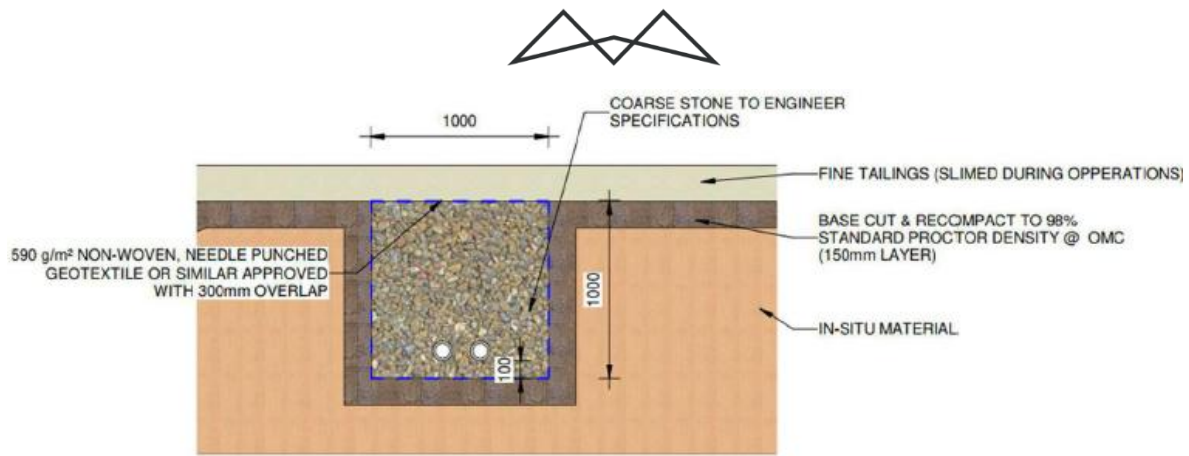 1000
COARSE STONE TO ENGINEER
SPECIFICATIONS
FINE TAILINGS (SLIMED DURING OPPERATIONS)
BASE CUT & RECOMPACT TO 98%
STANDARD PROCTOR DENSITY @ OMC
(150mm LAYER)
590 g/m² NON-WOVEN, NEEDLE PUNCHED
GEOTEXTILE OR SIMILAR APPROVED
WITH 300mm OVERLAP
1000
IN-SITU MATERIAL
100